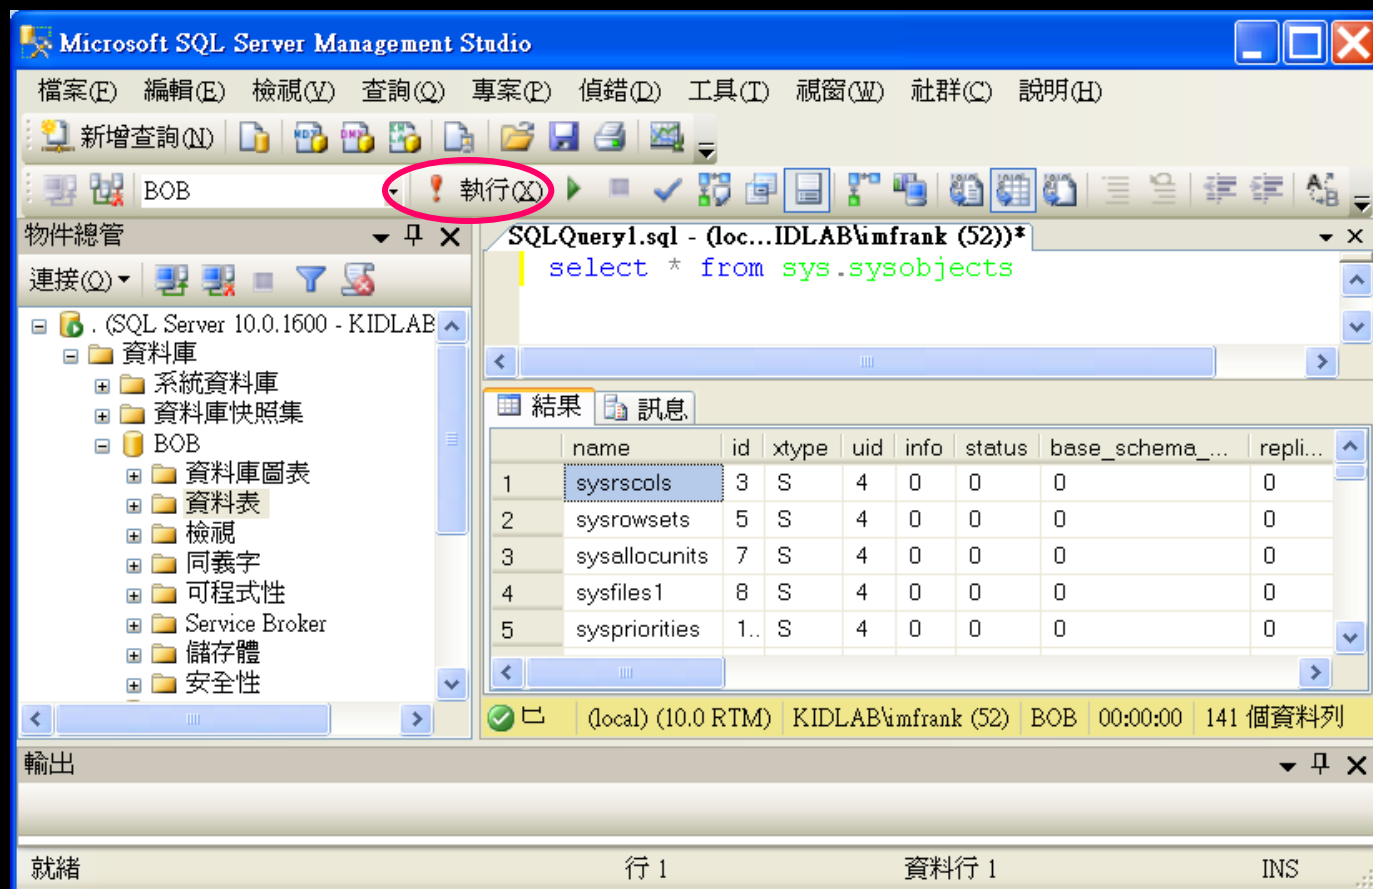 Microsoft SQL Server Management Studio
檔案(F) 編輯(E) 檢視(V) 查詢(Q) 專案(P) 偵錯(D) 工具(T) 視窗(W) 社群(C) 說明(H)
新增查詢(N)
BOB 執行(X)
物件總管
連接(O)
. (SQL Server 10.0.1600 - KIDLAB
資料庫
系統資料庫
資料庫快照集
BOB
資料庫圖表
資料表
檢視
同義字
可程式性
Service Broker
儲存體
安全性
SQLQuery1.sql - (loc...IDLAB\imfrank (52))*
select * from sys.sysobjects
結果 訊息
name id xtype uid info status base_schema_... repli...
1 sysrscols 3 S 4 0 0 0 0
2 sysrowsets 5 S 4 0 0 0 0
3 sysallocunits 7 S 4 0 0 0 0
4 sysfiles1 8 S 4 0 0 0 0
5 syspriorities 1.. S 4 0 0 0 0
(local) (10.0 RTM) KIDLAB\imfrank (52) BOB 00:00:00 141 個資料列
輸出
就緒 行 1 資料行 1 INS